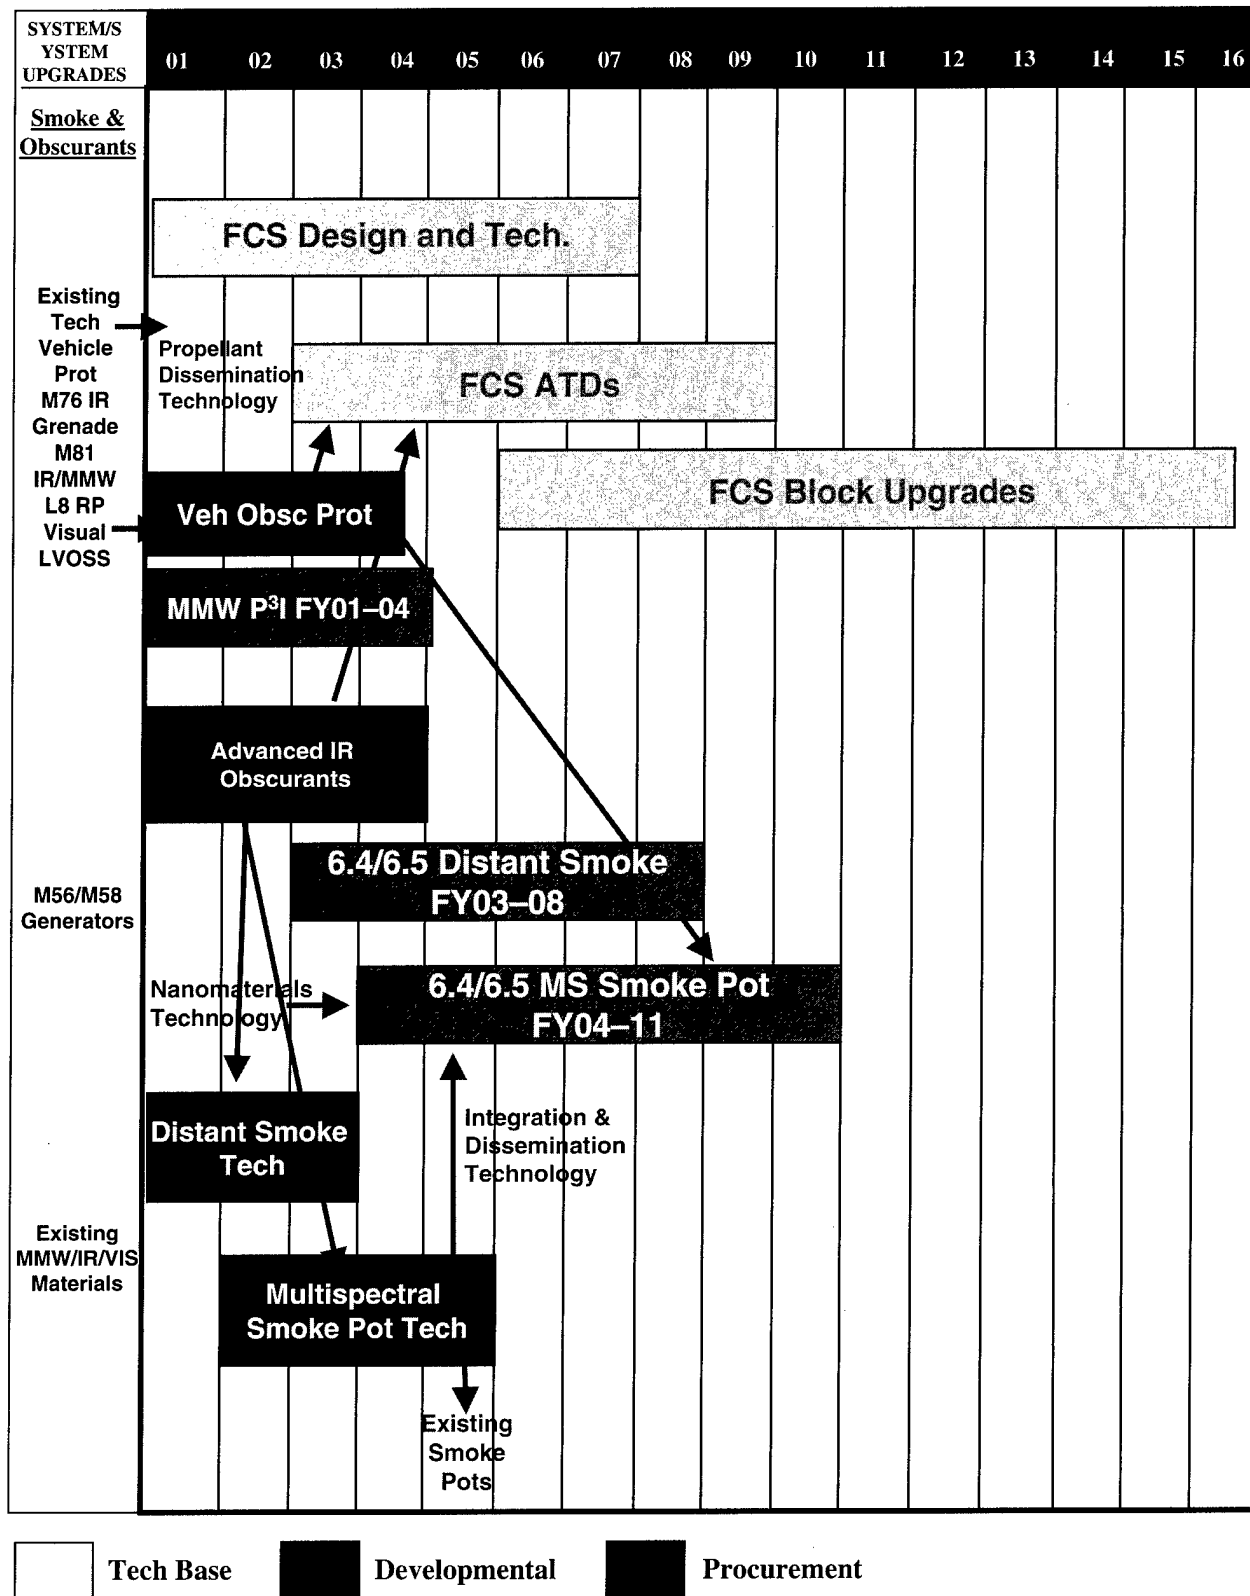 SYSTEM/S
YSTEM
UPGRADES
01 02 03 04 05 06 07 08 09 10 11 12 13 14 15 16
Smoke &
Obscurants
FCS Design and Tech.
Existing
Tech
Vehicle
Prot
M76 IR
Grenade
M81
IR/MMW
L8 RP
Visual
LVOSS
Propellant
Dissemination
Technology
FCS ATDs
FCS Block Upgrades
Veh Obsc Prot
MMW P³I FY01–04
Advanced IR
Obscurants
6.4/6.5 Distant Smoke
FY03–08
M56/M58
Generators
6.4/6.5 MS Smoke Pot
FY04–11
Nanomaterials
Technology
Distant Smoke
Tech
Integration &
Dissemination
Technology
Existing
MMW/IR/VIS
Materials
Multispectral
Smoke Pot Tech
Existing
Smoke
Pots
Tech Base
Developmental
Procurement